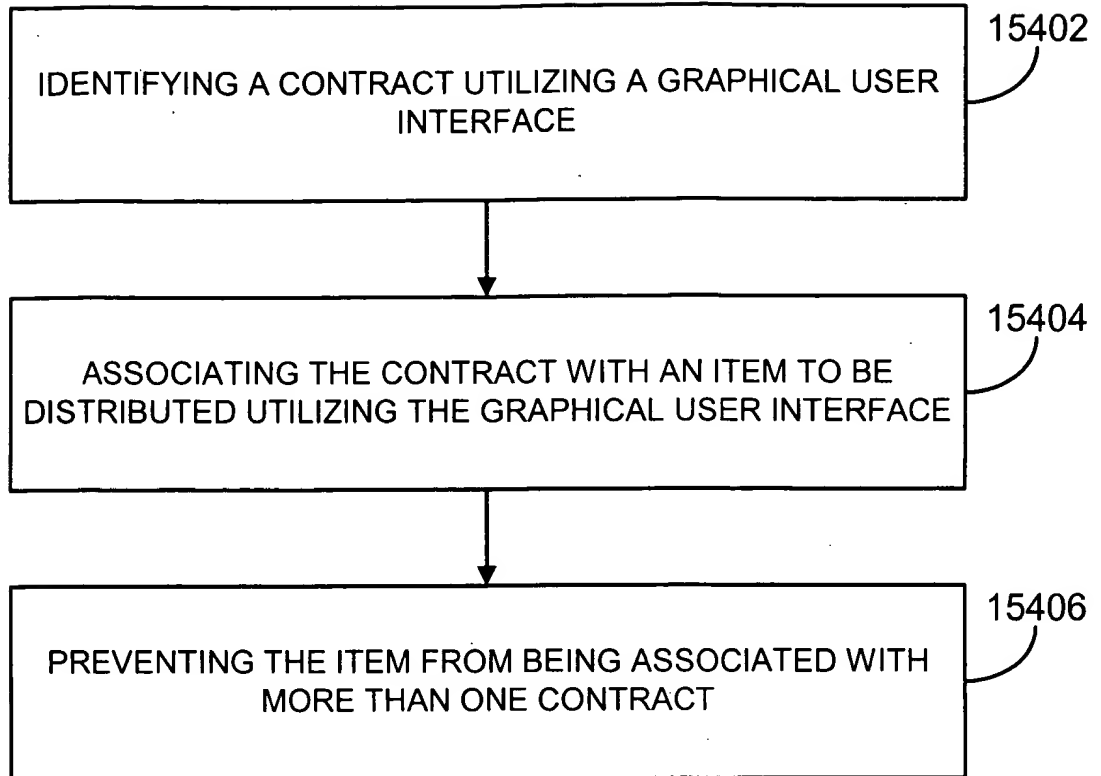 15402
IDENTIFYING A CONTRACT UTILIZING A GRAPHICAL USER
INTERFACE
15404
ASSOCIATING THE CONTRACT WITH AN ITEM TO BE
DISTRIBUTED UTILIZING THE GRAPHICAL USER INTERFACE
15406
PREVENTING THE ITEM FROM BEING ASSOCIATED WITH
MORE THAN ONE CONTRACT